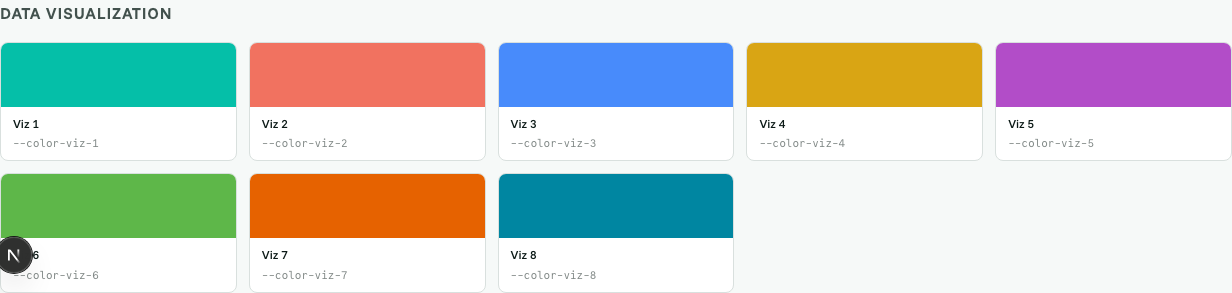 DATA VISUALIZATION
Viz 1
--color-viz-1
Viz 2
--color-viz-2
Viz 3
--color-viz-3
Viz 4
--color-viz-4
Viz 5
--color-viz-5
6
--color-viz-6
Viz 7
--color-viz-7
Viz 8
--color-viz-8
N